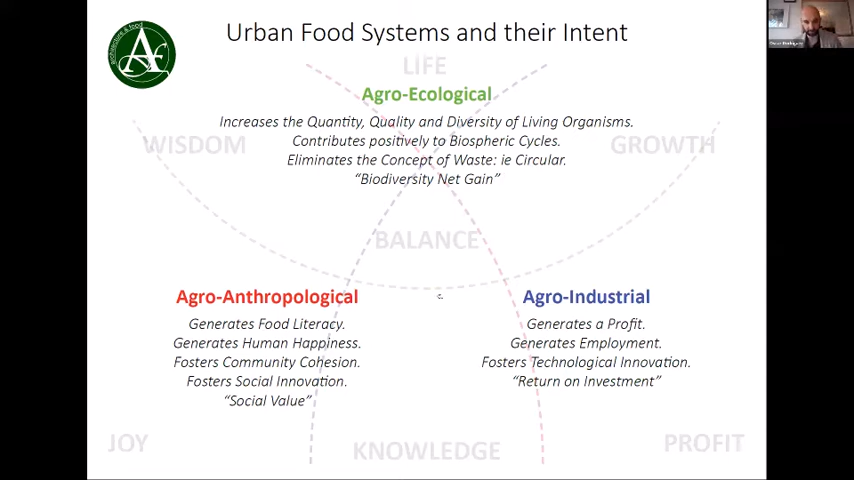 Urban Food Systems and their Intent
LIFE
Agro-Ecological
Increases the Quantity, Quality and Diversity of Living Organisms.
Contributes positively to Biospheric Cycles.
Eliminates the Concept of Waste: ie Circular.
"Biodiversity Net Gain"
WISDOM
GROWTH
BALANCE
Agro-Anthropological
Generates Food Literacy.
Generates Human Happiness.
Fosters Community Cohesion.
Fosters Social Innovation.
"Social Value"
Agro-Industrial
Generates a Profit.
Generates Employment.
Fosters Technological Innovation.
"Return on Investment"
JOY
KNOWLEDGE
PROFIT